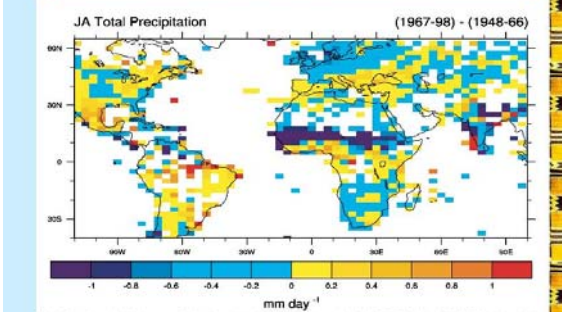 JA Total Precipitation (1967-98) - (1948-66)
60N
30N
0
30S
90W 60W 30W 0 30E 60E 90E
-1 -0.8 -0.6 -0.4 -0.2 0 0.2 0.4 0.6 0.8 1
mm day -1